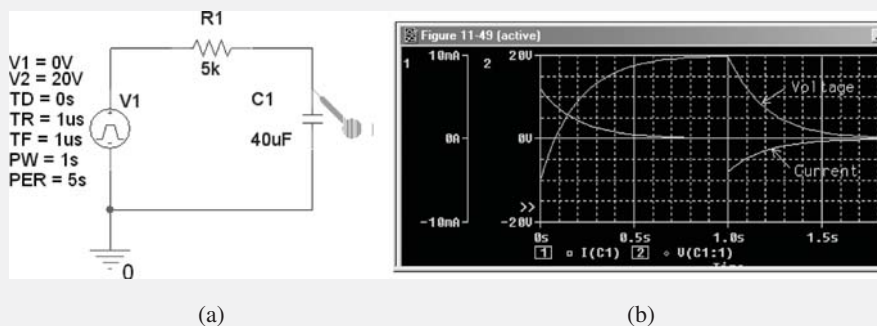 R1
5k
V1 = 0V
V2 = 20V
TD = 0s
TR = 1us
TF = 1us
PW = 1s
PER = 5s
V1
C1
40uF
0
(a)
Figure 11-49 (active)
1 10mA 2 20V
0A 0V
>>
-10mA -20V
0s 0.5s 1.0s 1.5s
1 I(C1) 2 V(C1:1)
Voltage
Current
(b)